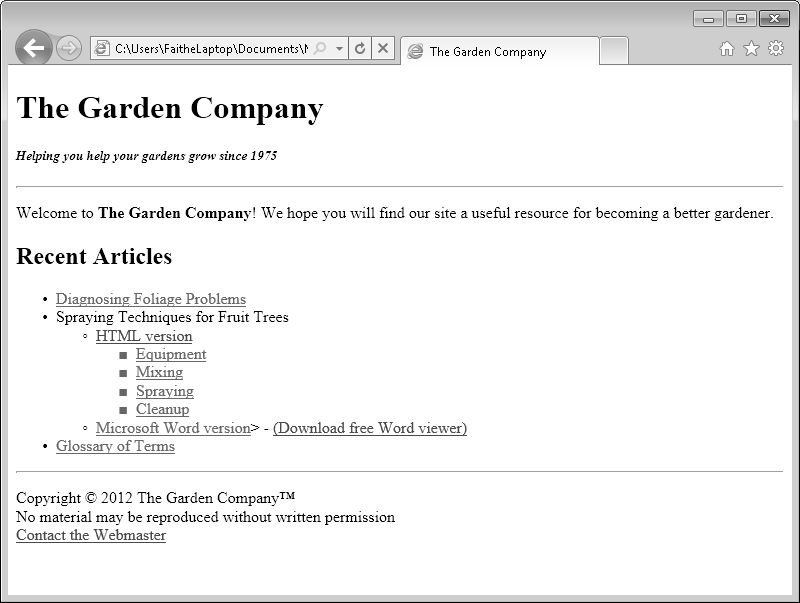 C:\Users\FaitheLaptop\Documents\
The Garden Company
The Garden Company
Helping you help your gardens grow since 1975
Welcome to The Garden Company! We hope you will find our site a useful resource for becoming a better gardener.
Recent Articles
• Diagnosing Foliage Problems
• Spraying Techniques for Fruit Trees
◦ HTML version
▪ Equipment
▪ Mixing
▪ Spraying
▪ Cleanup
◦ Microsoft Word version> - (Download free Word viewer)
• Glossary of Terms
Copyright © 2012 The Garden Company™
No material may be reproduced without written permission
Contact the Webmaster